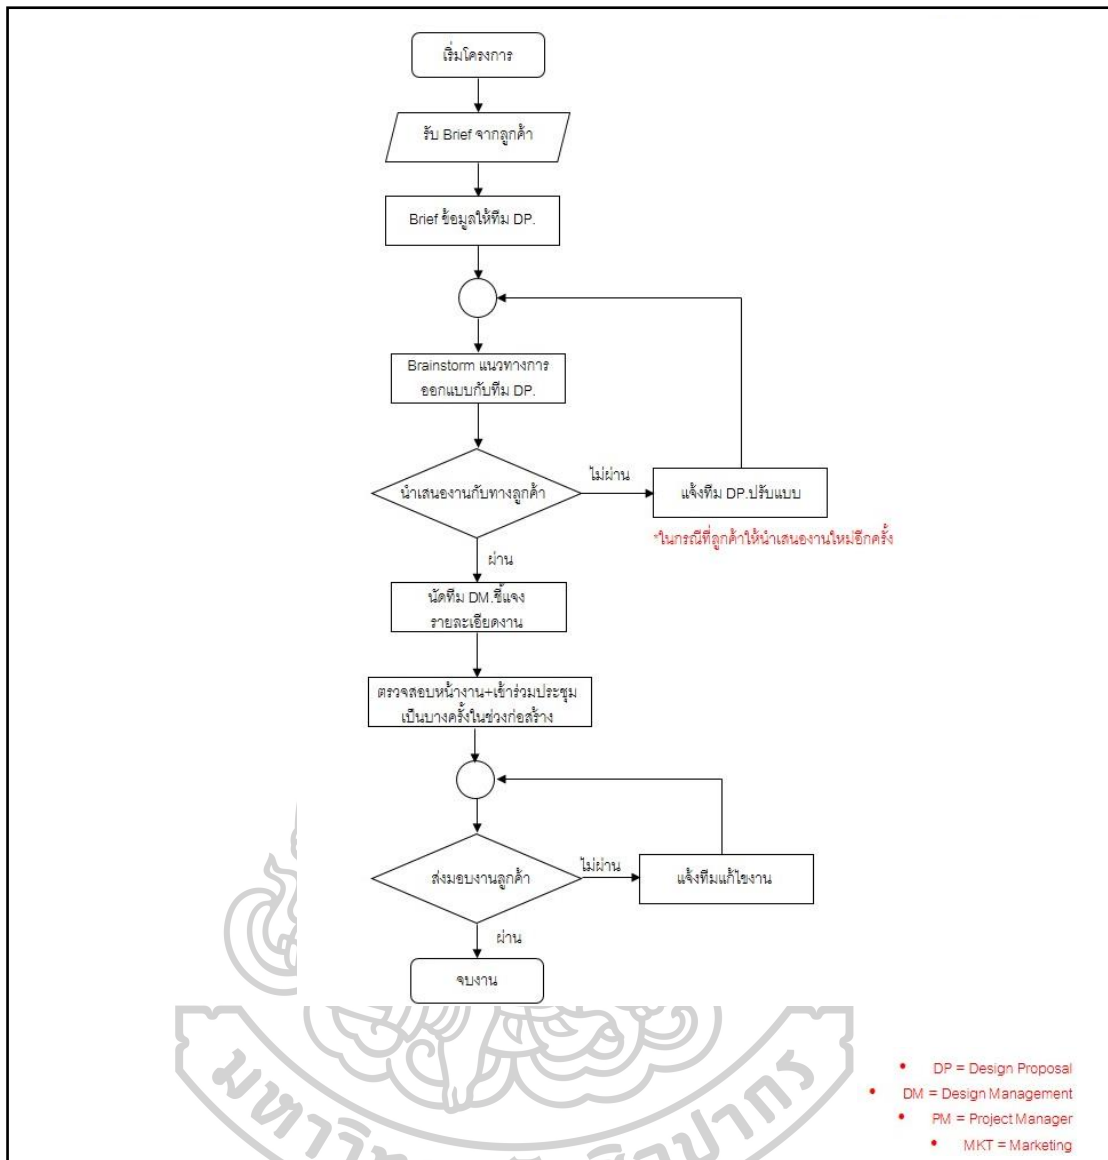 เริ่มโครงการ
รับ Brief จากลูกค้า
Brief ข้อมูลให้ทีม DP.
Brainstorm แนวทางการ
ออกแบบกับทีม DP.
นำเสนองานกับทางลูกค้า
ไม่ผ่าน
แจ้งทีม DP.ปรับแบบ
*ในกรณีที่ลูกค้าให้นำเสนองานใหม่อีกครั้ง
ผ่าน
นัดทีม DM.ชี้แจง
รายละเอียดงาน
ตรวจสอบหน้างาน+เข้าร่วมประชุม
เป็นบางครั้งในช่วงก่อสร้าง
ส่งมอบงานลูกค้า
ไม่ผ่าน
แจ้งทีมแก้ไขงาน
ผ่าน
จบงาน
• DP = Design Proposal
• DM = Design Management
• PM = Project Manager
• MKT = Marketing